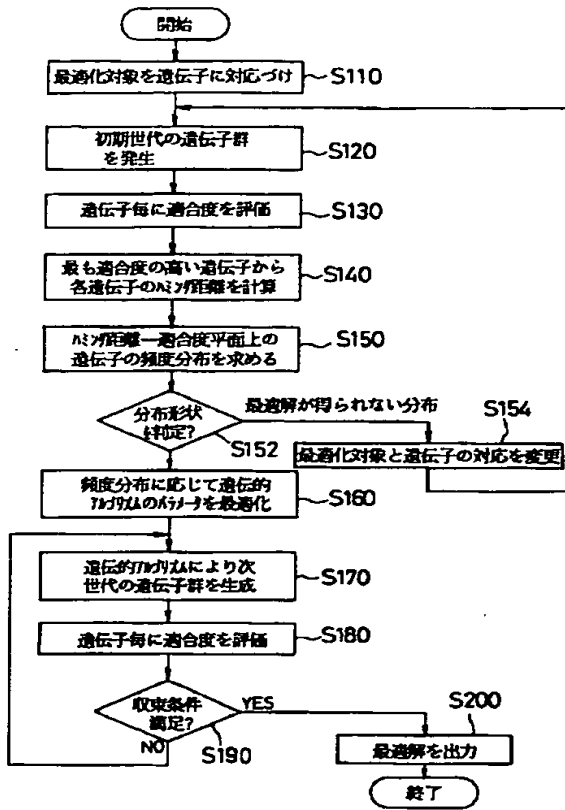 開始
最適化対象を遺伝子に対応づけ
S110
初期世代の遺伝子群
を発生
S120
遺伝子毎に適合度を評価
S130
最も適合度の高い遺伝子から
各遺伝子のハミング距離を計算
S140
ハミング距離－適合度平面上の
遺伝子の頻度分布を求める
S150
分布形状
を判定?
S152
最適解が得られない分布
S154
最適化対象と遺伝子の対応を変更
頻度分布に応じて遺伝的
アルゴリズムのパラメータを最適化
S160
遺伝的アルゴリズムにより次
世代の遺伝子群を生成
S170
遺伝子毎に適合度を評価
S180
収束条件
満足?
YES
NO
S190
S200
最適解を出力
終了